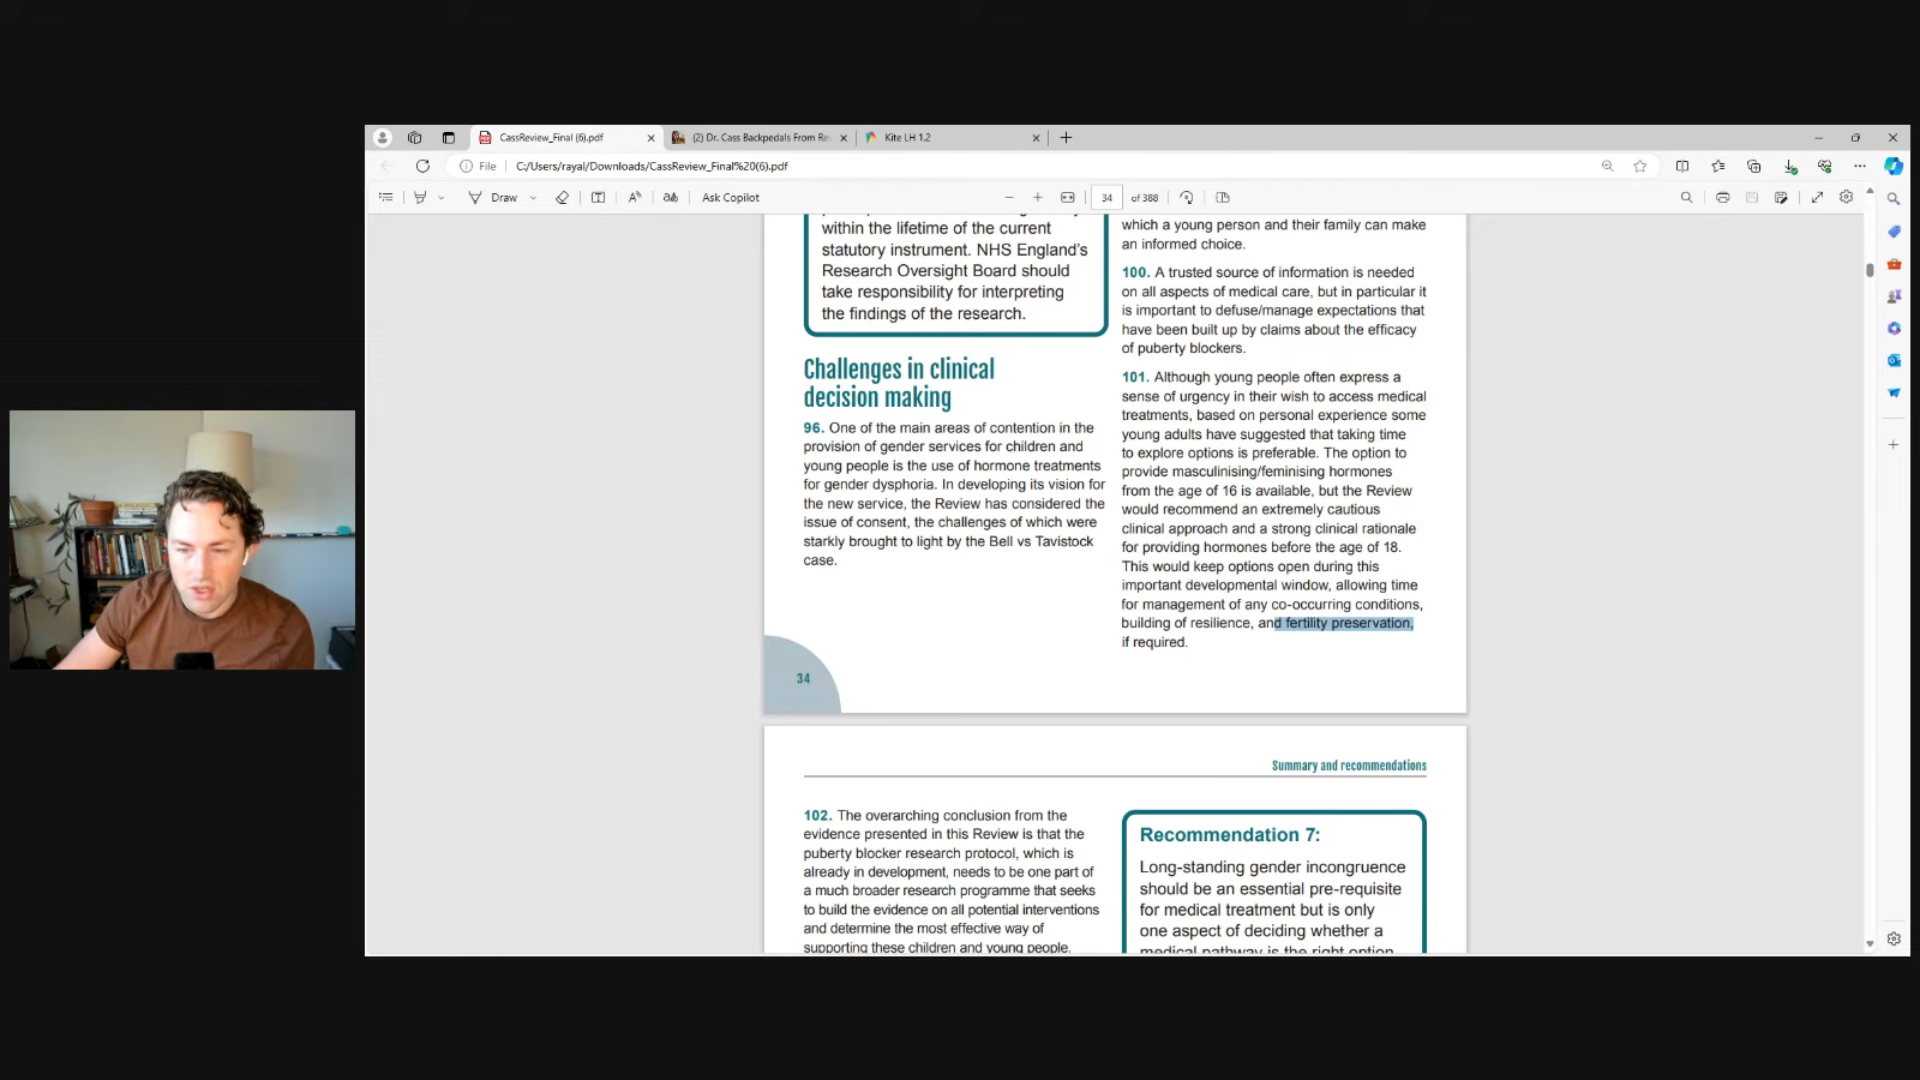 CassReview_Final (6).pdf
(2) Dr. Cass Backpedals From Re
Kite LH 1.2
File
C:/Users/rayal/Downloads/CassReview_Final%20(6).pdf
Draw
Ask Copilot
34 of 388
within the lifetime of the current
statutory instrument. NHS England's
Research Oversight Board should
take responsibility for interpreting
the findings of the research.
Challenges in clinical
decision making
96. One of the main areas of contention in the
provision of gender services for children and
young people is the use of hormone treatments
for gender dysphoria. In developing its vision for
the new service, the Review has considered the
issue of consent, the challenges of which were
starkly brought to light by the Bell vs Tavistock
case.
34
which a young person and their family can make
an informed choice.
100. A trusted source of information is needed
on all aspects of medical care, but in particular it
is important to defuse/manage expectations that
have been built up by claims about the efficacy
of puberty blockers.
101. Although young people often express a
sense of urgency in their wish to access medical
treatments, based on personal experience some
young adults have suggested that taking time
to explore options is preferable. The option to
provide masculinising/feminising hormones
from the age of 16 is available, but the Review
would recommend an extremely cautious
clinical approach and a strong clinical rationale
for providing hormones before the age of 18.
This would keep options open during this
important developmental window, allowing time
for management of any co-occurring conditions,
building of resilience, and fertility preservation,
if required.
Summary and recommendations
102. The overarching conclusion from the
evidence presented in this Review is that the
puberty blocker research protocol, which is
already in development, needs to be one part of
a much broader research programme that seeks
to build the evidence on all potential interventions
and determine the most effective way of
supporting these children and young people.
Recommendation 7:
Long-standing gender incongruence
should be an essential pre-requisite
for medical treatment but is only
one aspect of deciding whether a
medical pathway is the right option